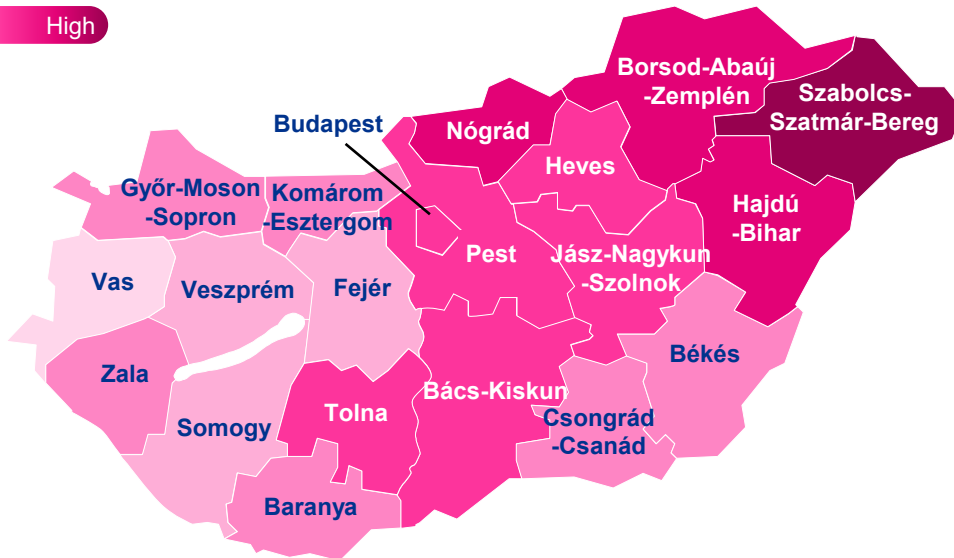 High
Borsod-Abaúj
-Zemplén
Szabolcs-
Szatmár-Bereg
Budapest
Nógrád
Heves
Győr-Moson
-Sopron
Komárom
-Esztergom
Hajdú
-Bihar
Pest
Jász-Nagykun
-Szolnok
Vas
Veszprém
Fejér
Békés
Zala
Bács-Kiskun
Tolna
Csongrád
-Csanád
Somogy
Baranya